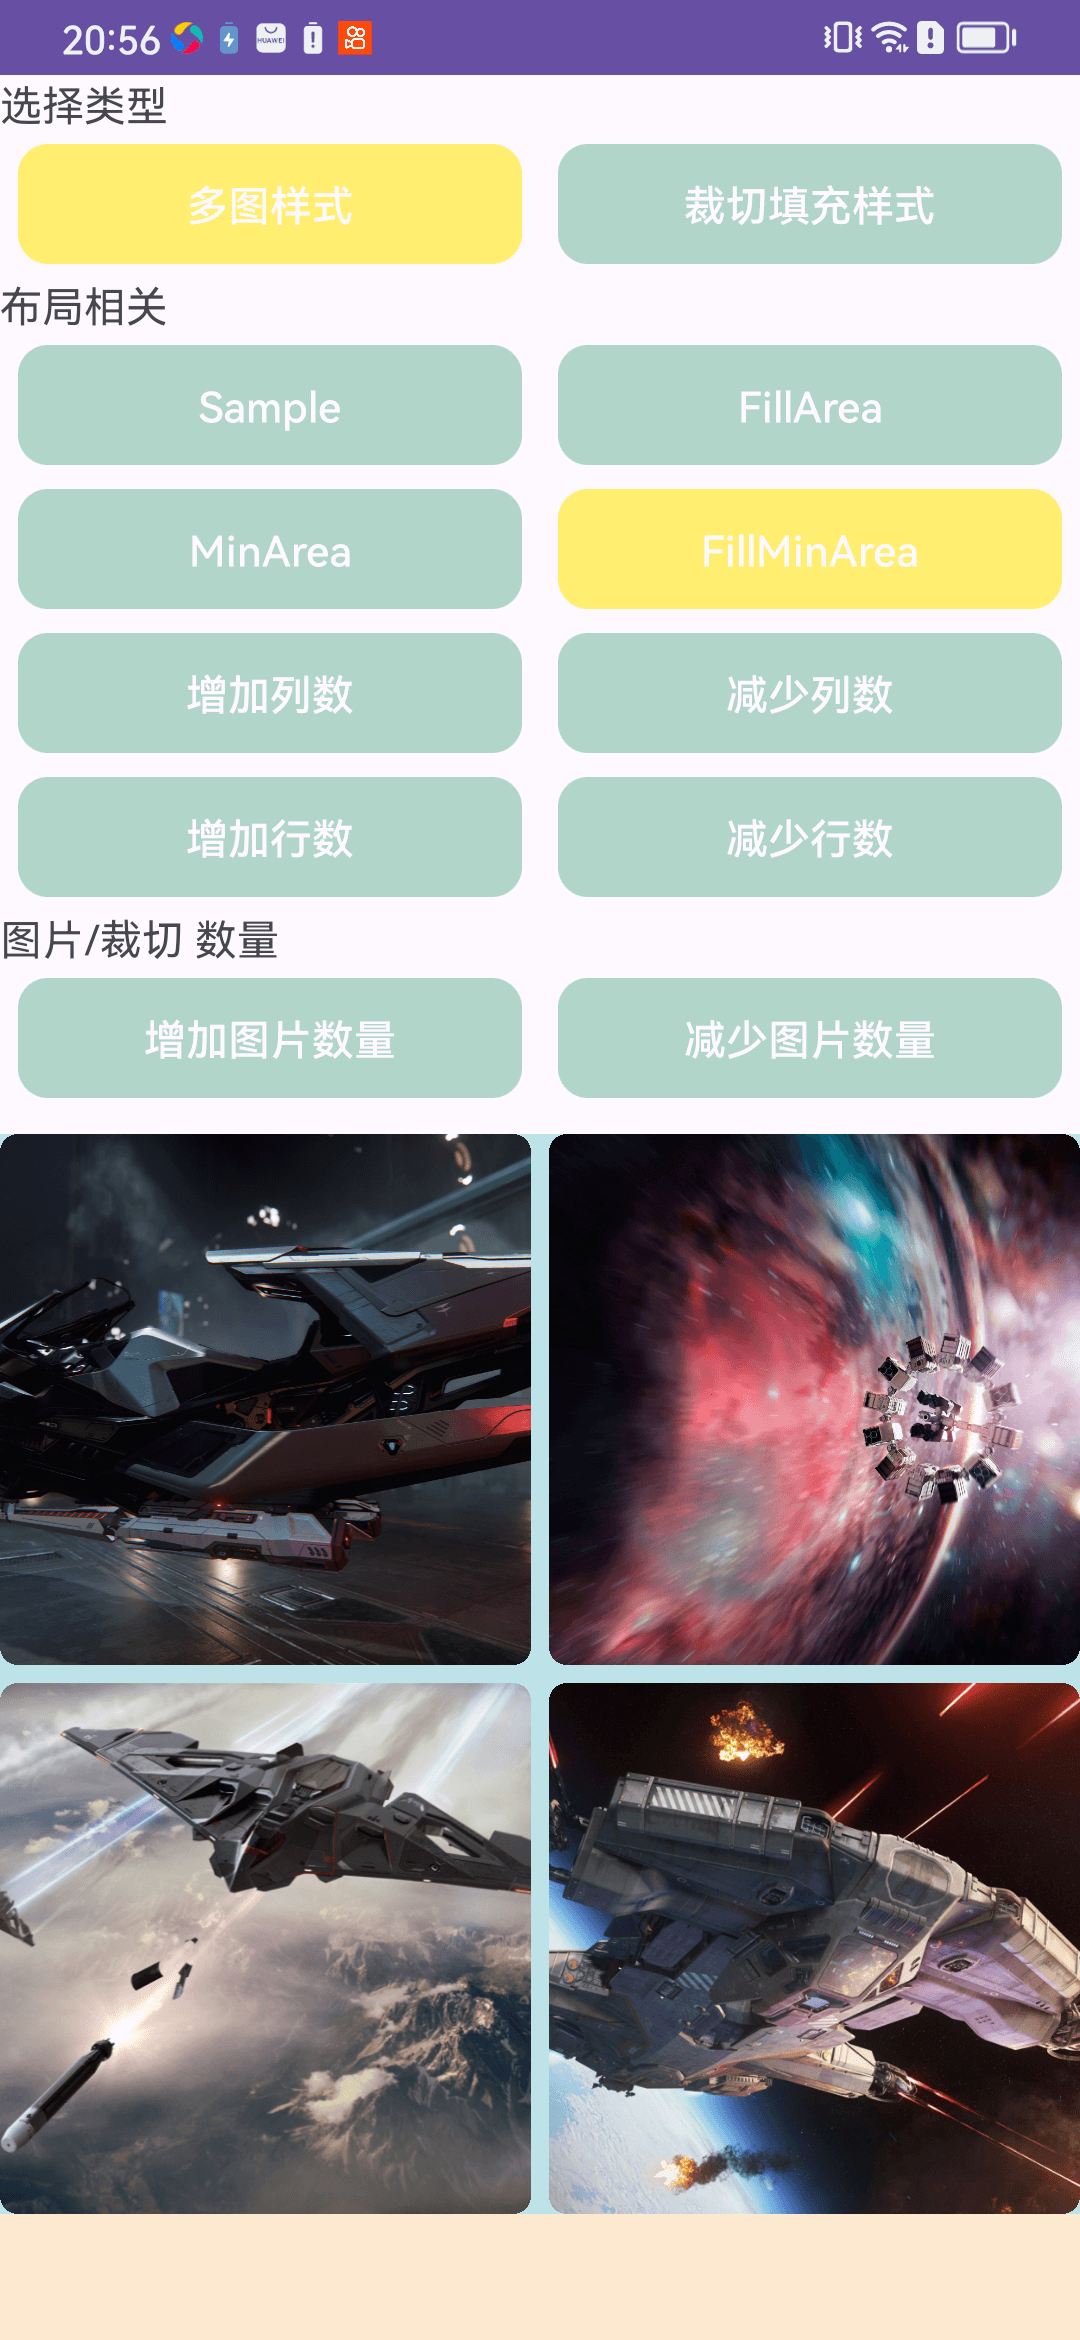 20:56
HUAWEI
选择类型
多图样式
裁切填充样式
布局相关
Sample
FillArea
MinArea
FillMinArea
增加列数
减少列数
增加行数
减少行数
图片/裁切 数量
增加图片数量
减少图片数量